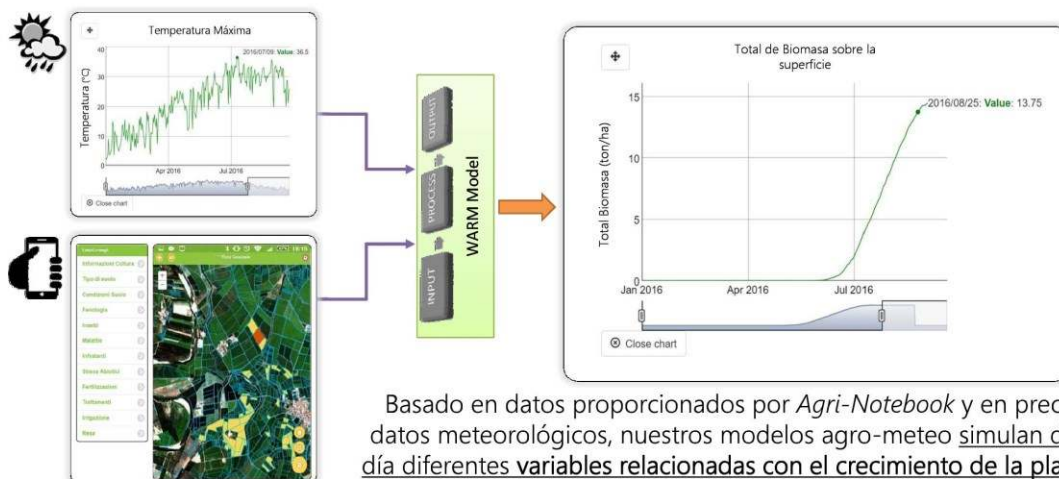 Temperatura Máxima
2016/07/09: Value: 36.5
Temperatura (°C)
40
30
20
10
0
Apr 2016
Jul 2016
Close chart
Informazioni Coltura
Tipo di suolo
Condizioni Suolo
Fenologia
Insetti
Malattie
Infestanti
Stress Abiotici
Fertilizzazioni
Trattamenti
Irrigazione
Resa
INPUT
PROCESS
OUTPUT
WARM Model
Total de Biomasa sobre la
superficie
2016/08/25: Value: 13.75
Total Biomasa (ton/ha)
15
10
5
0
Jan 2016
Apr 2016
Jul 2016
Close chart
Basado en datos proporcionados por Agri-Notebook y en prec
datos meteorológicos, nuestros modelos agro-meteo simulan
día diferentes variables relacionadas con el crecimiento de la pla